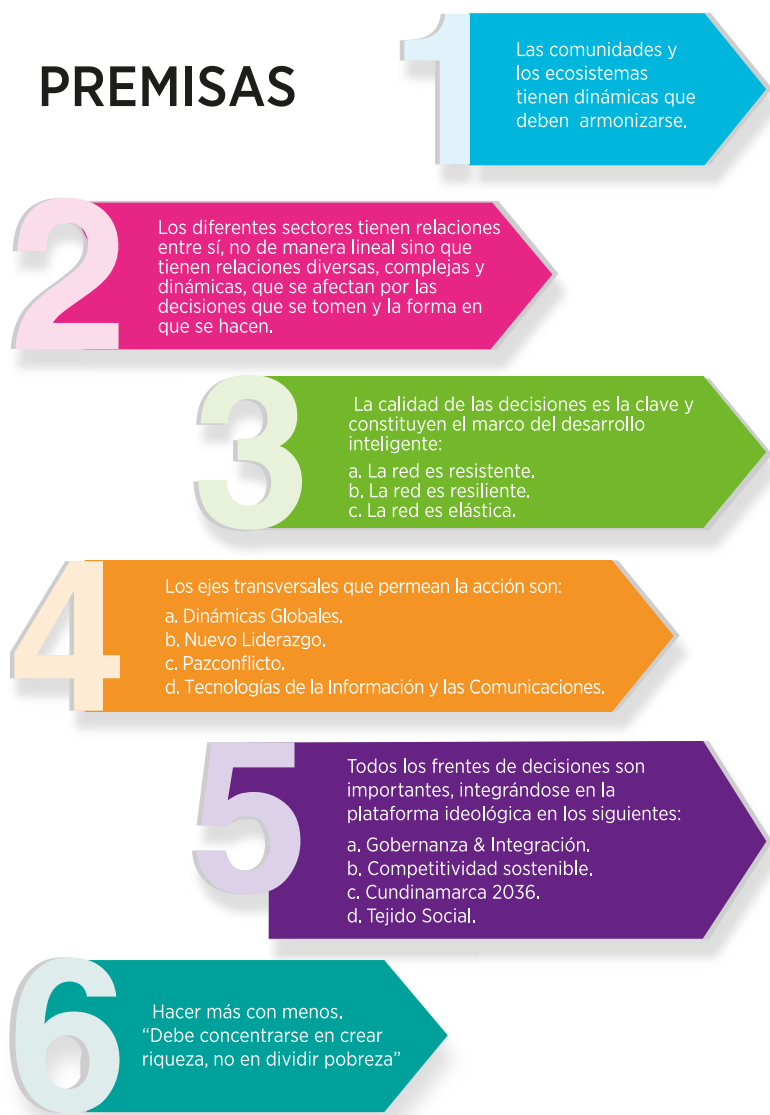 PREMISAS
1
Las comunidades y
los ecosistemas
tienen dinámicas que
deben armonizarse.
2
Los diferentes sectores tienen relaciones
entre sí, no de manera lineal sino que
tienen relaciones diversas, complejas y
dinámicas, que se afectan por las
decisiones que se tomen y la forma en
que se hacen.
3
La calidad de las decisiones es la clave y
constituyen el marco del desarrollo
inteligente:
a. La red es resistente.
b. La red es resiliente.
c. La red es elástica.
4
Los ejes transversales que permean la acción son:
a. Dinámicas Globales.
b. Nuevo Liderazgo.
c. Pazconflicto.
d. Tecnologías de la Información y las Comunicaciones.
5
Todos los frentes de decisiones son
importantes, integrándose en la
plataforma ideológica en los siguientes:
a. Gobernanza & Integración.
b. Competitividad sostenible.
c. Cundinamarca 2036.
d. Tejido Social.
6
Hacer más con menos.
“Debe concentrarse en crear
riqueza, no en dividir pobreza”